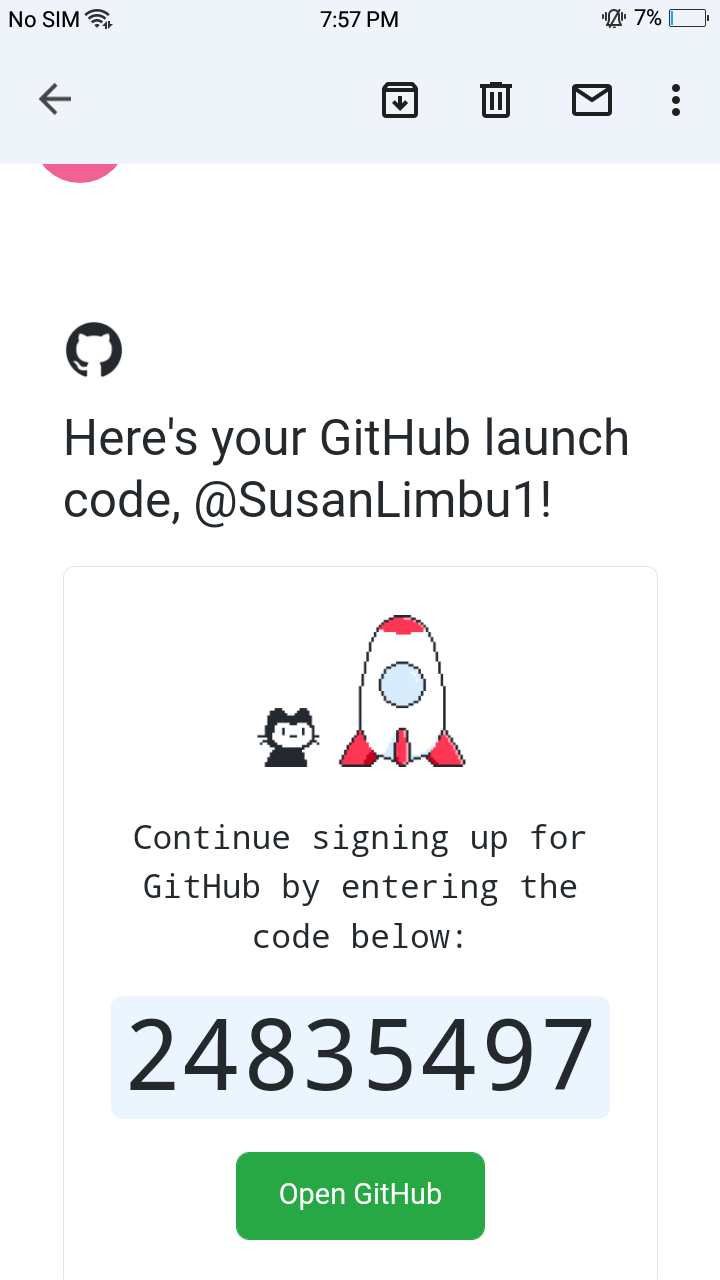 No SIM 7:57 PM 7%
Here's your GitHub launch
code, @SusanLimbu1!
Continue signing up for
GitHub by entering the
code below:
24835497
Open GitHub